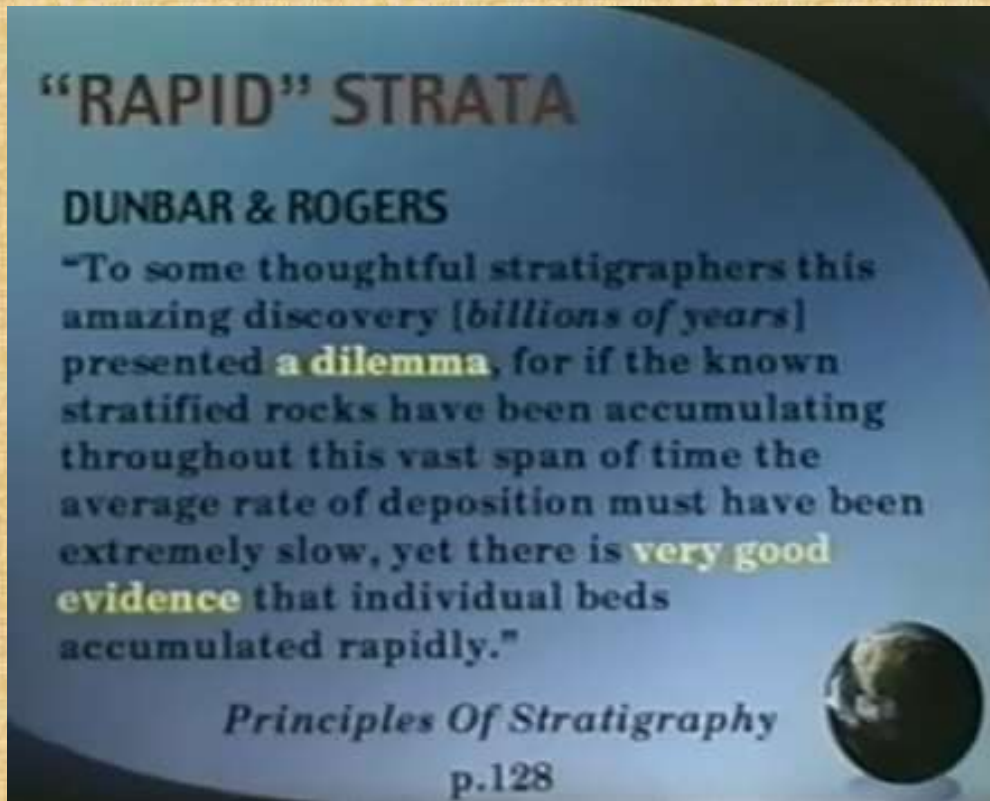 “RAPID” STRATA
DUNBAR & ROGERS
“To some thoughtful stratigraphers this
amazing discovery [billions of years]
presented a dilemma, for if the known
stratified rocks have been accumulating
throughout this vast span of time the
average rate of deposition must have been
extremely slow, yet there is very good
evidence that individual beds
accumulated rapidly.”
Principles Of Stratigraphy
p.128